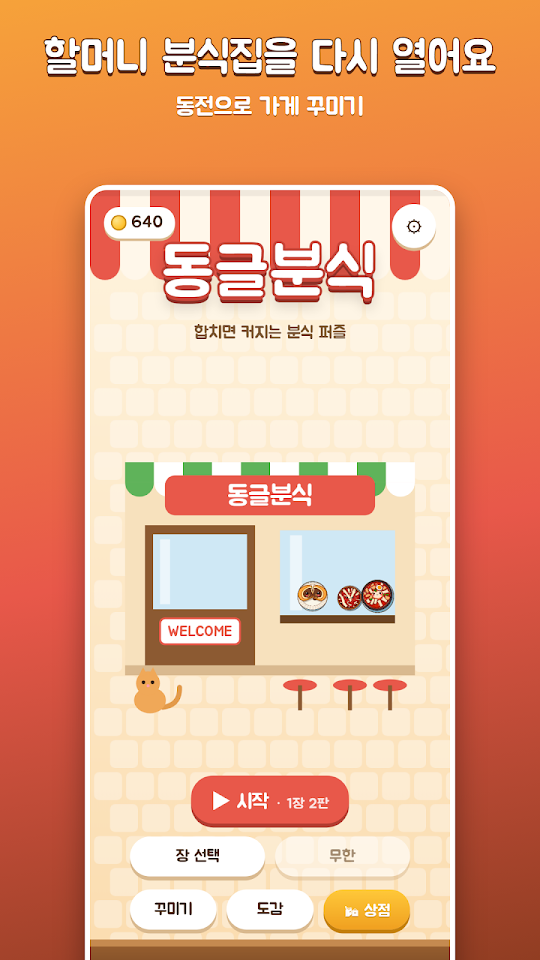 할머니 분식집을 다시 열어요
동전으로 가게 꾸미기
640
동글분식
합치면 커지는 분식 퍼즐
동글분식
WELCOME
시작 · 1장 2판
장 선택
무한
꾸미기
도감
상점